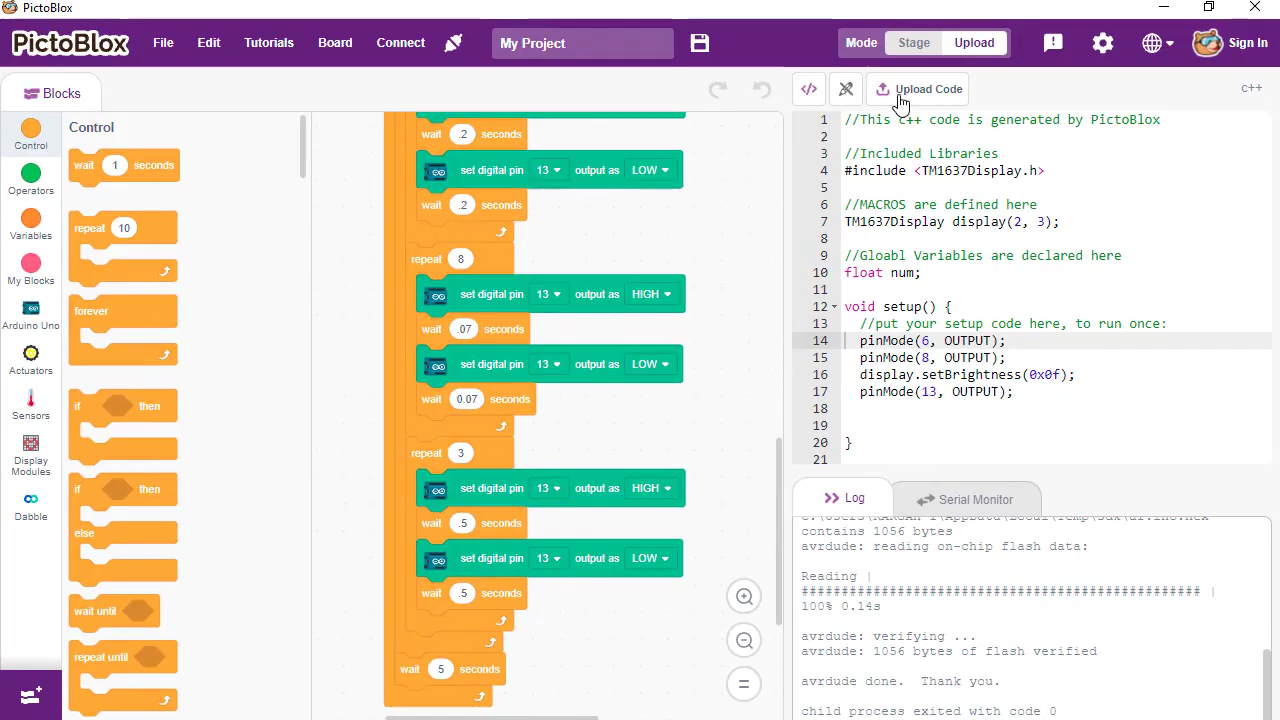 PictoBlox
PictoBlox File Edit Tutorials Board Connect My Project Mode Stage Upload Sign In
Blocks
Upload Code
C++
Control
Operators
Variables
My Blocks
Arduino Uno
Actuators
Sensors
Display
Modules
Dabble
Control
wait 1 seconds
repeat 10
forever
if then
if then
else
wait until
repeat until
wait .2 seconds
set digital pin 13 output as LOW
wait .2 seconds
repeat 8
set digital pin 13 output as HIGH
wait .07 seconds
set digital pin 13 output as LOW
wait 0.07 seconds
repeat 3
set digital pin 13 output as HIGH
wait .5 seconds
set digital pin 13 output as LOW
wait .5 seconds
wait 5 seconds
1 //This c++ code is generated by PictoBlox
2
3 //Included Libraries
4 #include <TM1637Display.h>
5
6 //MACROS are defined here
7 TM1637Display display(2, 3);
8
9 //Gloabl Variables are declared here
10 float num;
11
12 void setup() {
13 //put your setup code here, to run once:
14 pinMode(6, OUTPUT);
15 pinMode(8, OUTPUT);
16 display.setBrightness(0x0f);
17 pinMode(13, OUTPUT);
18
19
20 }
21
Log
Serial Monitor
contains 1056 bytes
avrdude: reading on-chip flash data:
Reading |
################################################## |
100% 0.14s
avrdude: verifying ...
avrdude: 1056 bytes of flash verified
avrdude done. Thank you.
child process exited with code 0